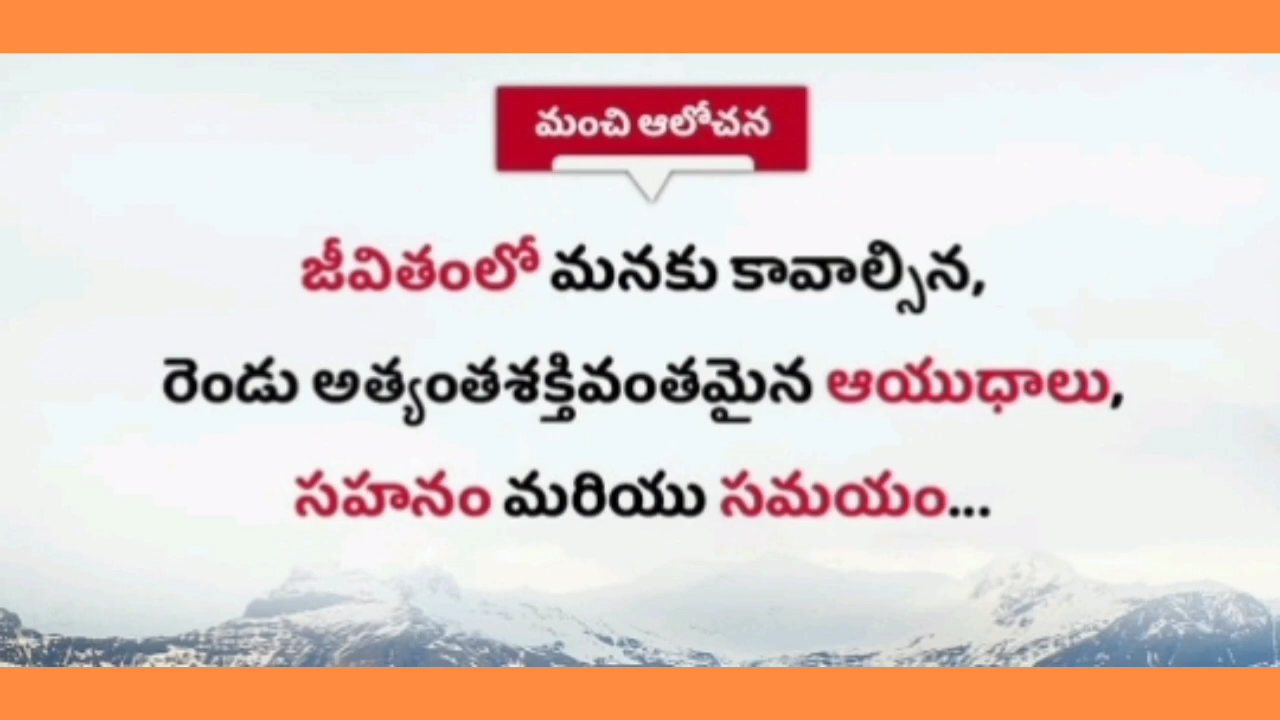 మంచి ఆలోచన
జీవితంలో మనకు కావాల్సిన,
రెండు అత్యంతశక్తివంతమైన ఆయుధాలు,
సహనం మరియు సమయం...